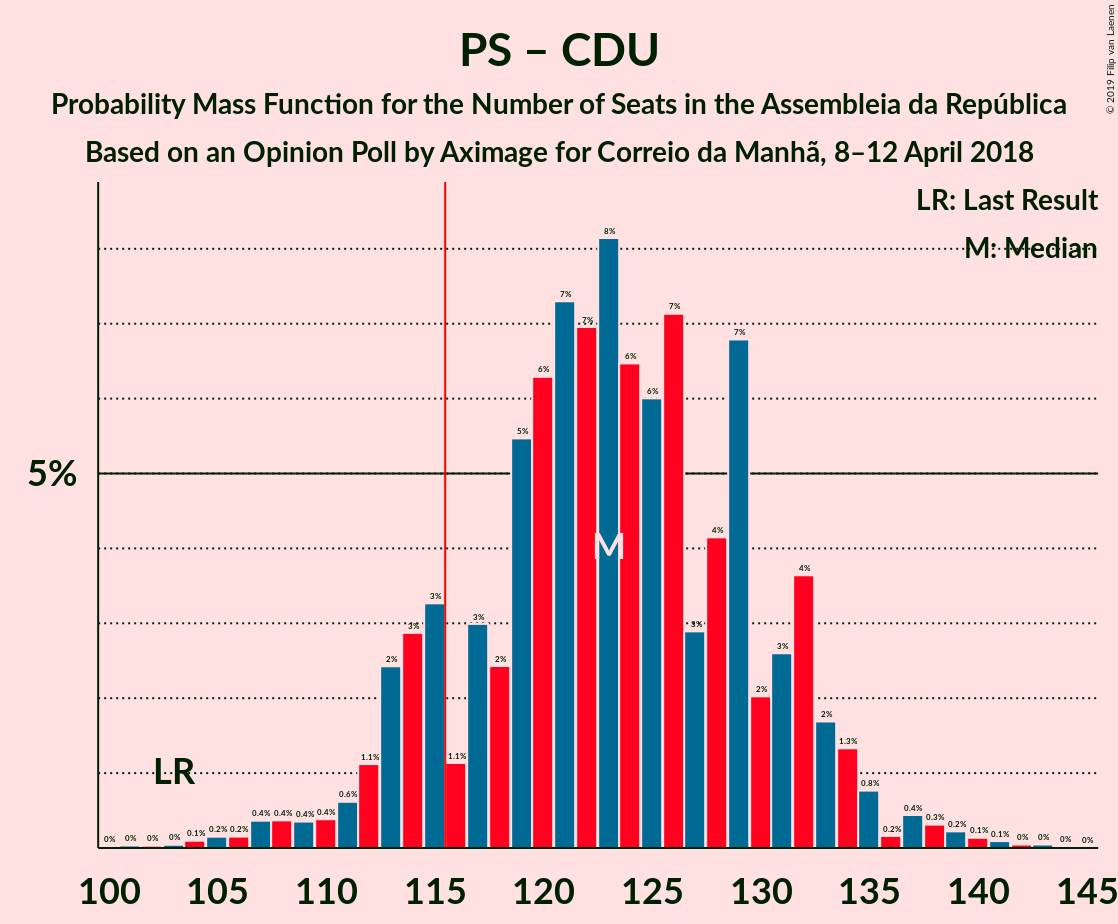 PS – CDU
Probability Mass Function for the Number of Seats in the Assembleia da República
Based on an Opinion Poll by Aximage for Correio da Manhã, 8–12 April 2018
© 2019 Filip van Laenen
LR: Last Result
M: Median
5%
LR
M
0% 0% 0% 0% 0.1% 0.2% 0.2% 0.4% 0.4% 0.4% 0.4% 0.6% 1.1% 2% 3% 3% 1.1% 3% 2% 5% 6% 7% 7% 8% 6% 6% 7% 3% 4% 7% 2% 3% 4% 2% 1.3% 0.8% 0.2% 0.4% 0.3% 0.2% 0.1% 0.1% 0% 0% 0% 0%
100 105 110 115 120 125 130 135 140 145